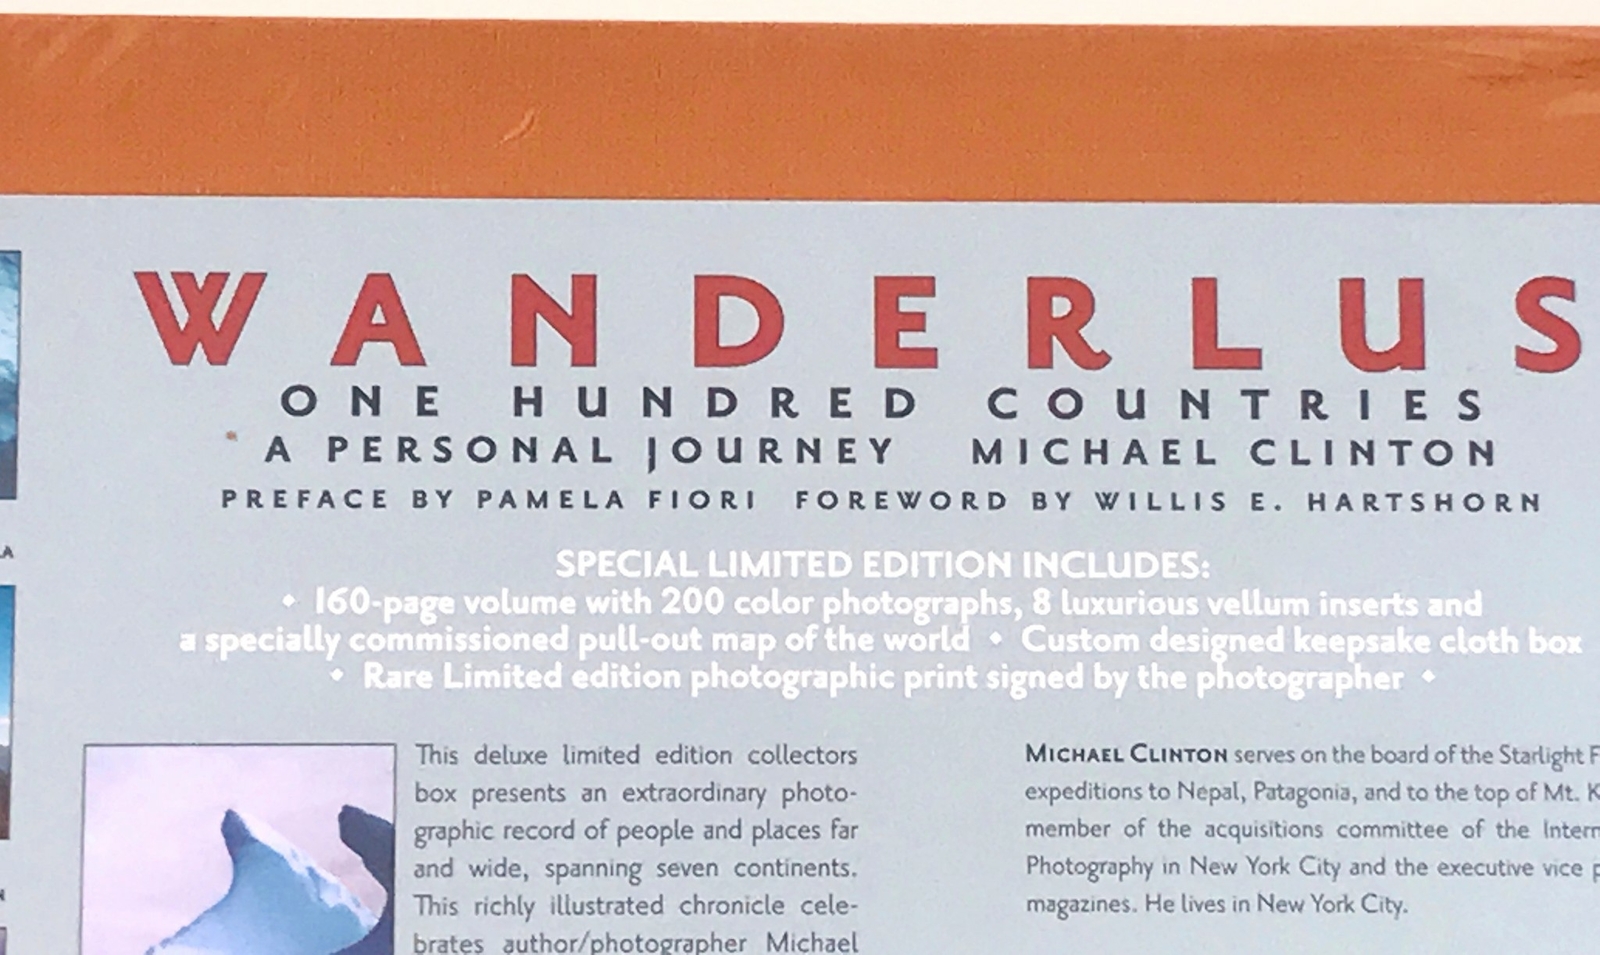 WANDERLUS
ONE HUNDRED COUNTRIES
A PERSONAL JOURNEY MICHAEL CLINTON
PREFACE BY PAMELA FIORI FOREWORD BY WILLIS E. HARTSHORN
SPECIAL LIMITED EDITION INCLUDES:
• 160-page volume with 200 color photographs, 8 luxurious vellum inserts and
a specially commissioned pull-out map of the world • Custom designed keepsake cloth box
• Rare Limited edition photographic print signed by the photographer •
This deluxe limited edition collectors
box presents an extraordinary photo-
graphic record of people and places far
and wide, spanning seven continents.
This richly illustrated chronicle cele-
brates author/photographer Michael
MICHAEL CLINTON serves on the board of the Starlight F
expeditions to Nepal, Patagonia, and to the top of Mt. K
member of the acquisitions committee of the Intern
Photography in New York City and the executive vice p
magazines. He lives in New York City.